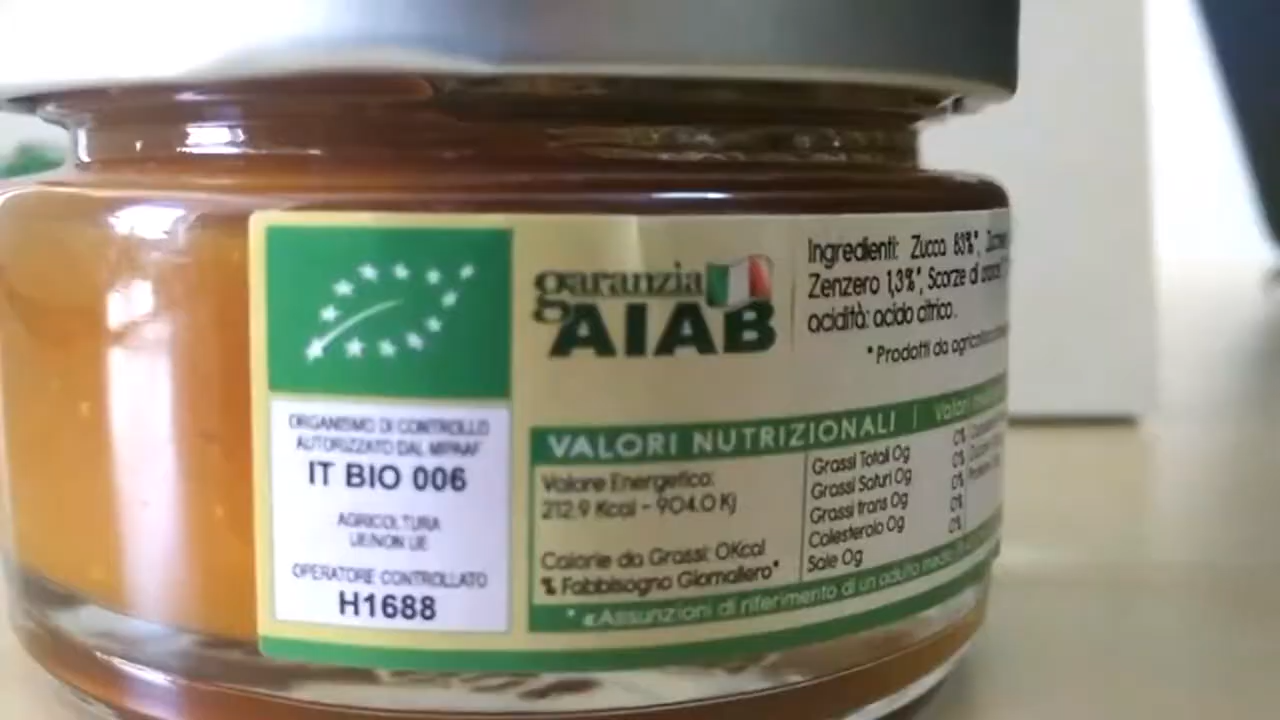 ORGANISMO DI CONTROLLO
AUTORIZZATO DAL MIPAAF
IT BIO 006
AGRICOLTURA
UE/NON UE
OPERATORE CONTROLLATO
H1688
garanzia
AIAB
Ingredienti: Zucca 83%*,
Zenzero 1,3%*, Scorze di
acidità: acido citrico.
*Prodotti da
VALORI NUTRIZIONALI | Valori
Valore Energetico:
212.9 Kcal - 904.0 Kj
Calorie da Grassi: 0Kcal
% Fabbisogno Giornaliero*
Grassi Totali 0g 0%
Grassi Saturi 0g 0%
Grassi trans 0g 0%
Colesterolo 0g 0%
Sale 0g 0%
* «Assunzioni di riferimento di un adulto